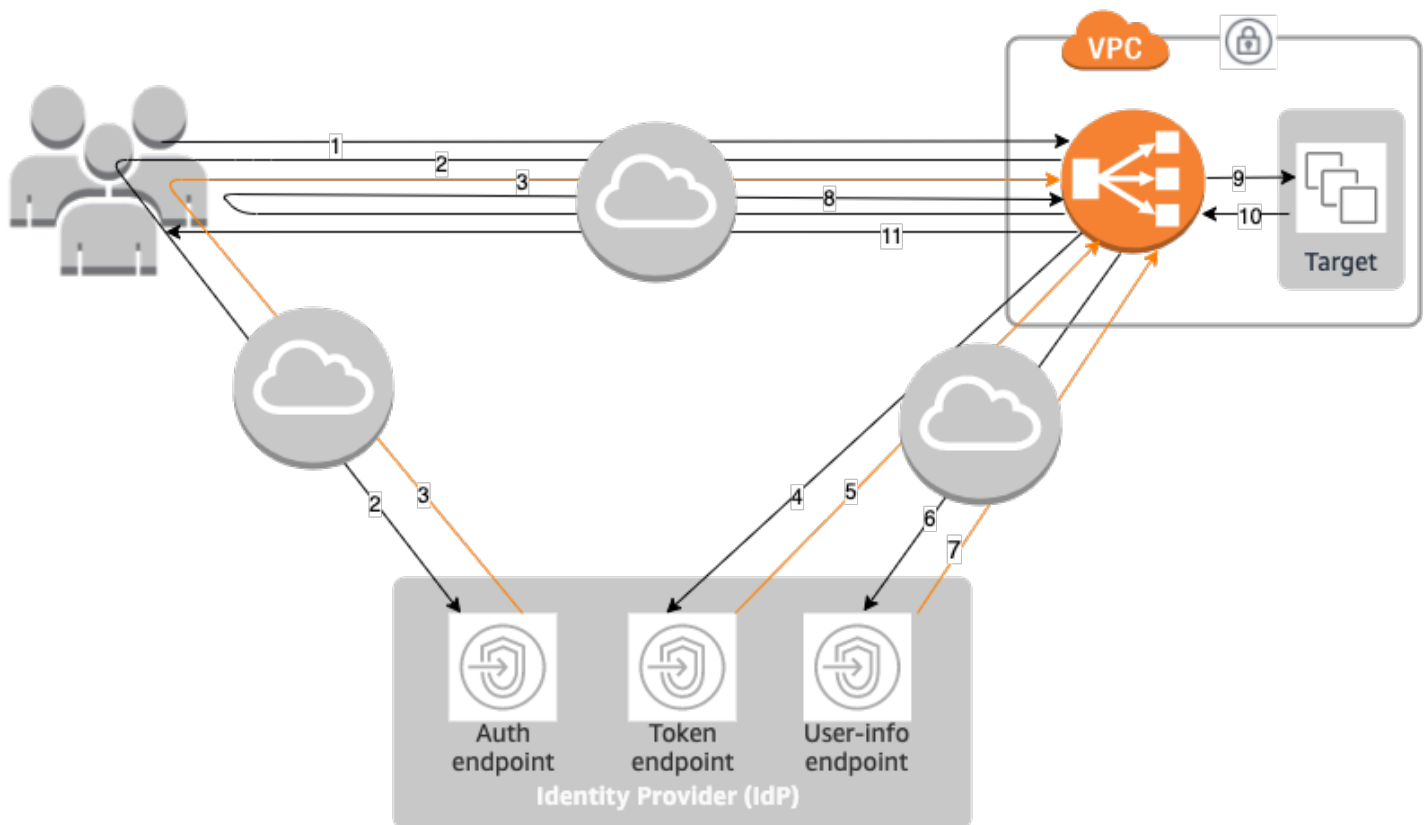 VPC
1
2
3
8
9
11
10
Target
2
3
4
5
6
7
Auth
endpoint
Token
endpoint
User-info
endpoint
Identity Provider (IdP)